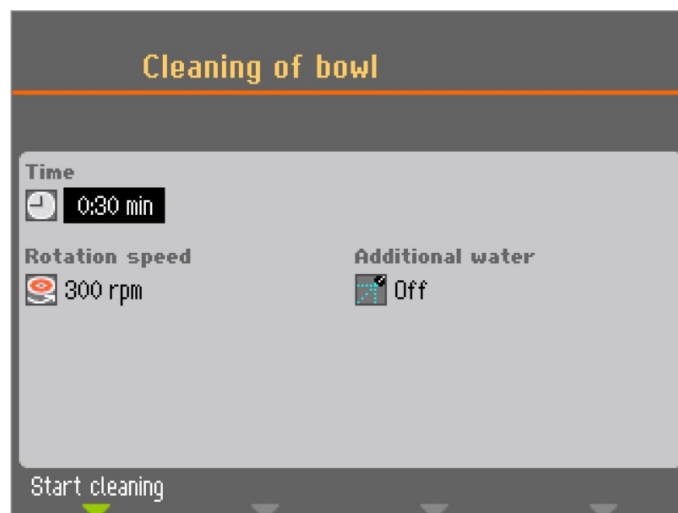 Cleaning of bowl
Time
0:30 min
Rotation speed
Additional water
300 rpm
Off
Start cleaning